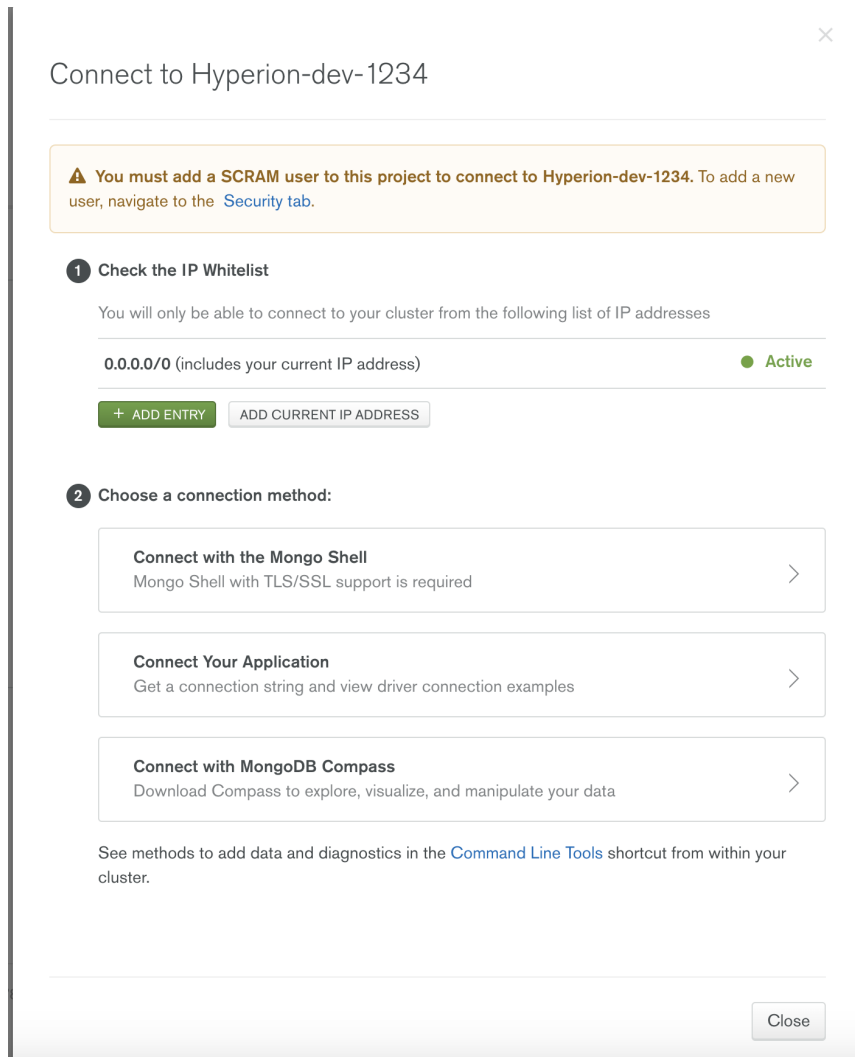 Connect to Hyperion-dev-1234
You must add a SCRAM user to this project to connect to Hyperion-dev-1234. To add a new
user, navigate to the Security tab.
1 Check the IP Whitelist
You will only be able to connect to your cluster from the following list of IP addresses
0.0.0.0/0 (includes your current IP address) Active
+ ADD ENTRY ADD CURRENT IP ADDRESS
2 Choose a connection method:
Connect with the Mongo Shell
Mongo Shell with TLS/SSL support is required
Connect Your Application
Get a connection string and view driver connection examples
Connect with MongoDB Compass
Download Compass to explore, visualize, and manipulate your data
See methods to add data and diagnostics in the Command Line Tools shortcut from within your
cluster.
Close